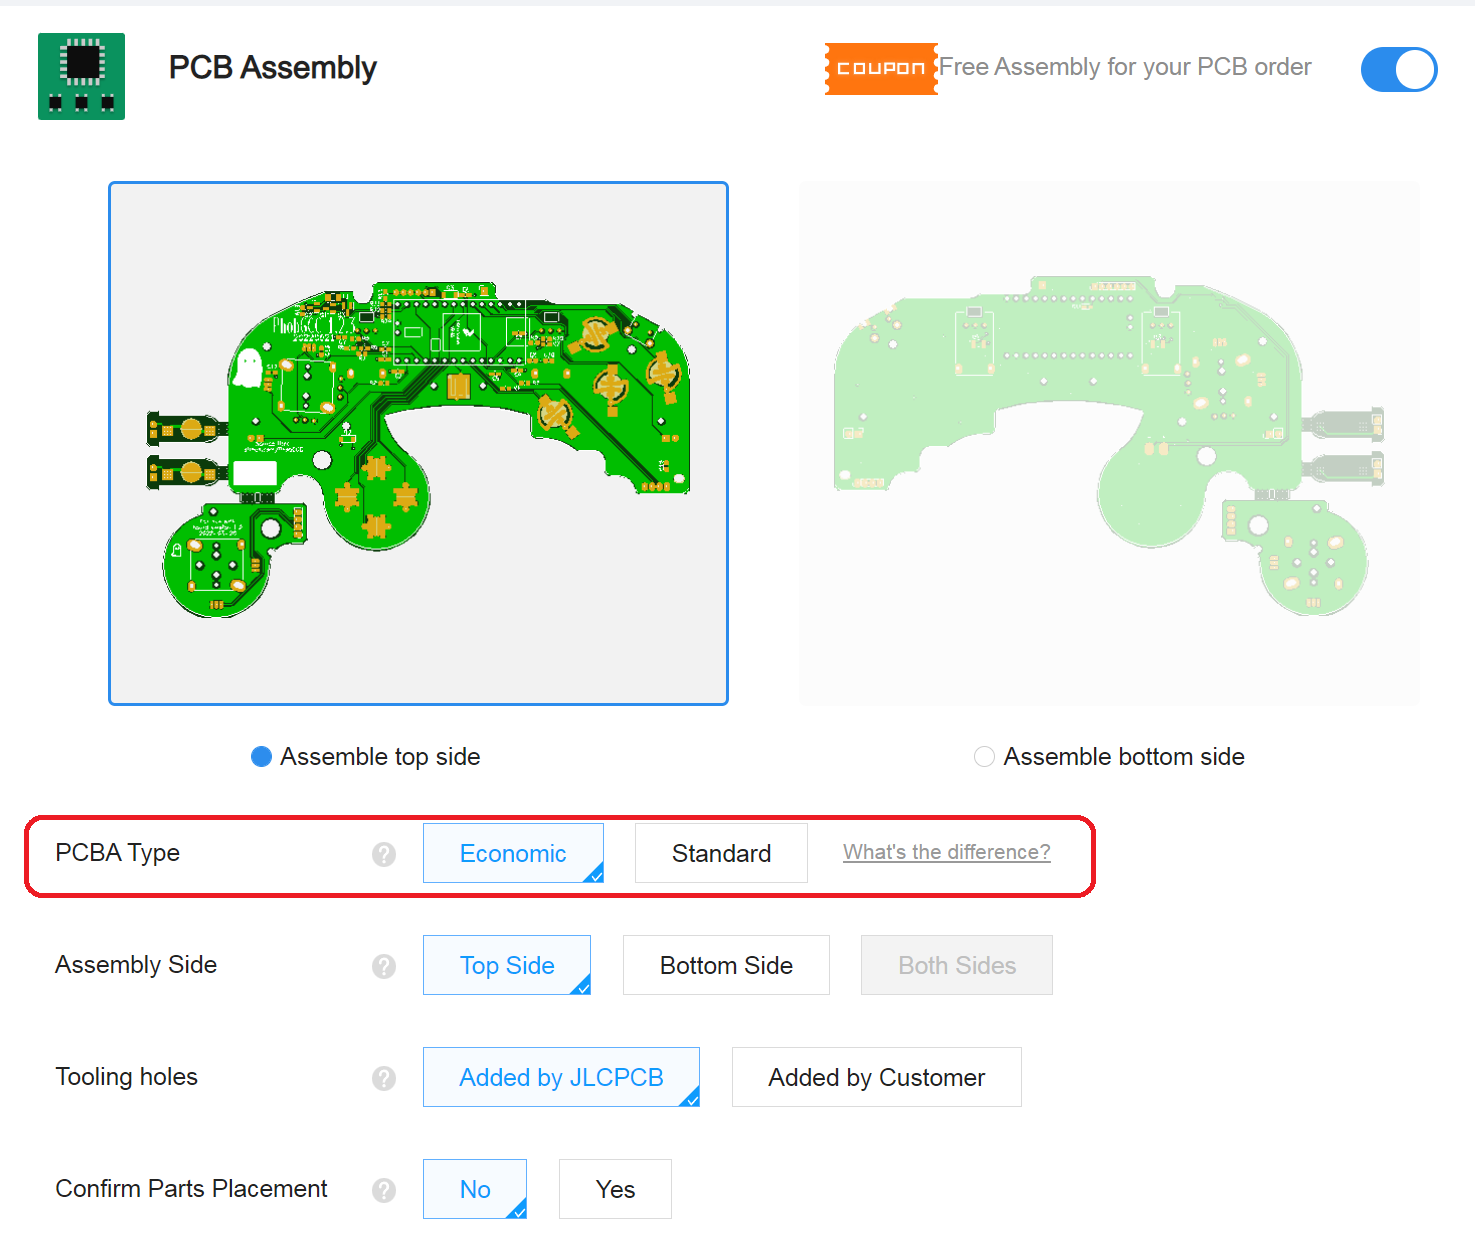 PCB Assembly
COUPON Free Assembly for your PCB order
PhobGCC 1.2.3
Assemble top side
Assemble bottom side
PCBA Type ? Economic Standard What's the difference?
Assembly Side ? Top Side Bottom Side Both Sides
Tooling holes ? Added by JLCPCB Added by Customer
Confirm Parts Placement ? No Yes